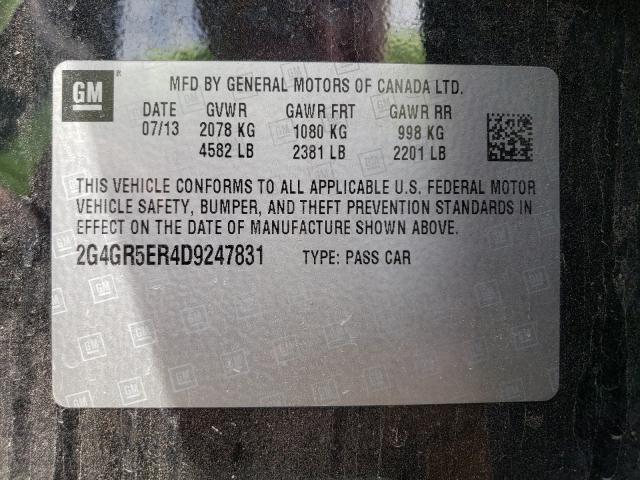 GM
MFD BY GENERAL MOTORS OF CANADA LTD.
DATE GVWR GAWR FRT GAWR RR
07/13 2078 KG 1080 KG 998 KG
4582 LB 2381 LB 2201 LB
THIS VEHICLE CONFORMS TO ALL APPLICABLE U.S. FEDERAL MOTOR
VEHICLE SAFETY, BUMPER, AND THEFT PREVENTION STANDARDS IN
EFFECT ON THE DATE OF MANUFACTURE SHOWN ABOVE.
2G4GR5ER4D9247831 TYPE: PASS CAR